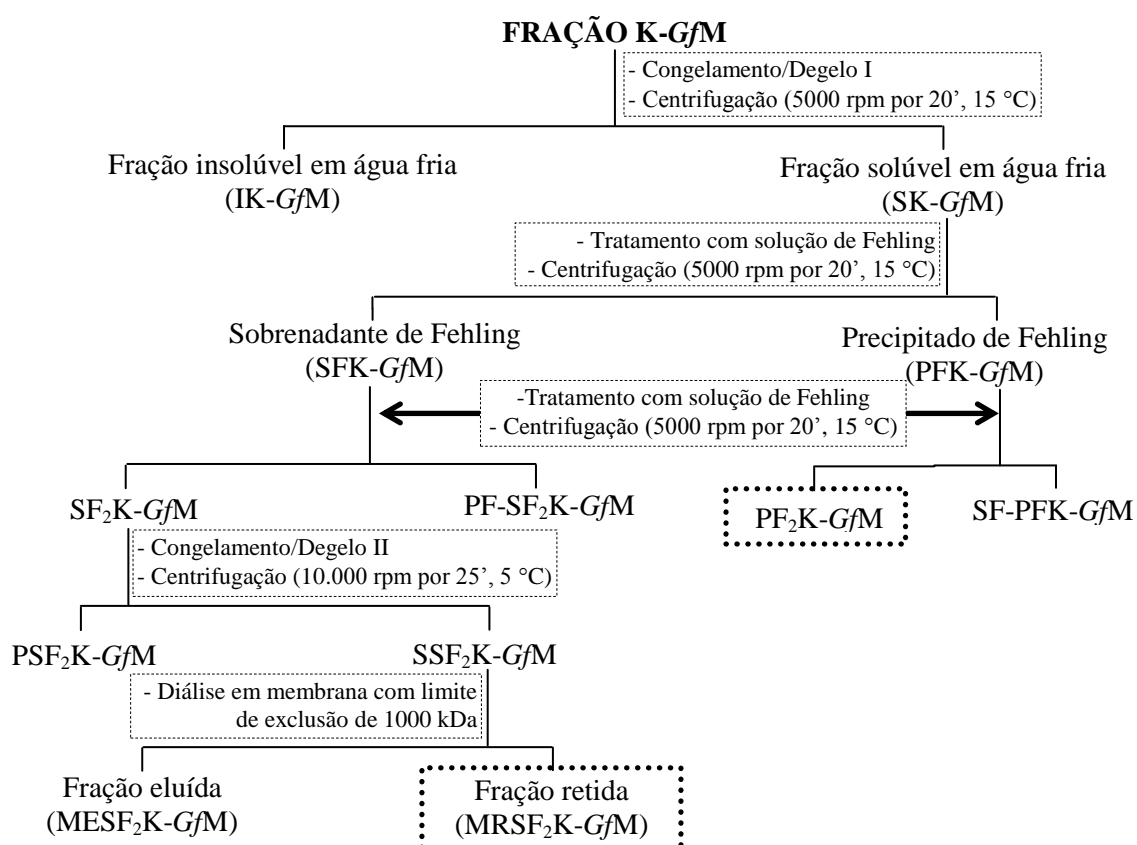 FRAÇÃO K-GfM
- Congelamento/Degelo I
- Centrifugação (5000 rpm por 20’, 15 °C)
Fração insolúvel em água fria
(IK-GfM)
Fração solúvel em água fria
(SK-GfM)
- Tratamento com solução de Fehling
- Centrifugação (5000 rpm por 20’, 15 °C)
Sobrenadante de Fehling
(SFK-GfM)
Precipitado de Fehling
(PFK-GfM)
-Tratamento com solução de Fehling
- Centrifugação (5000 rpm por 20’, 15 °C)
SF₂K-GfM
PF-SF₂K-GfM
PF₂K-GfM
SF-PFK-GfM
- Congelamento/Degelo II
- Centrifugação (10.000 rpm por 25’, 5 °C)
PSF₂K-GfM
SSF₂K-GfM
- Diálise em membrana com limite
de exclusão de 1000 kDa
Fração eluída
(MESF₂K-GfM)
Fração retida
(MRSF₂K-GfM)